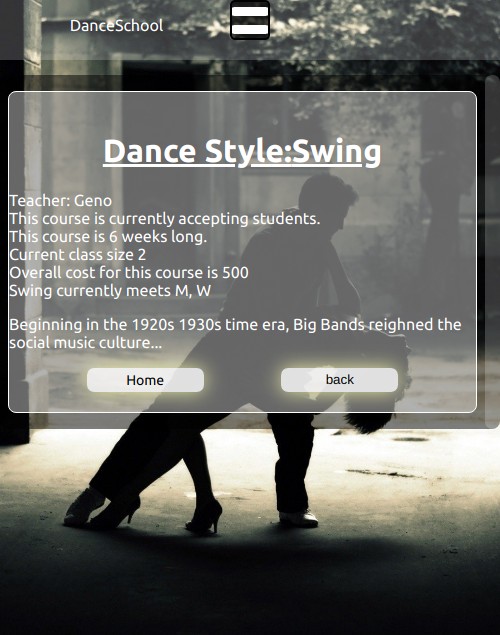 DanceSchool
Dance Style:Swing
Teacher: Geno
This course is currently accepting students.
This course is 6 weeks long.
Current class size 2
Overall cost for this course is 500
Swing currently meets M, W
Beginning in the 1920s 1930s time era, Big Bands reighned the
social music culture...
Home
back